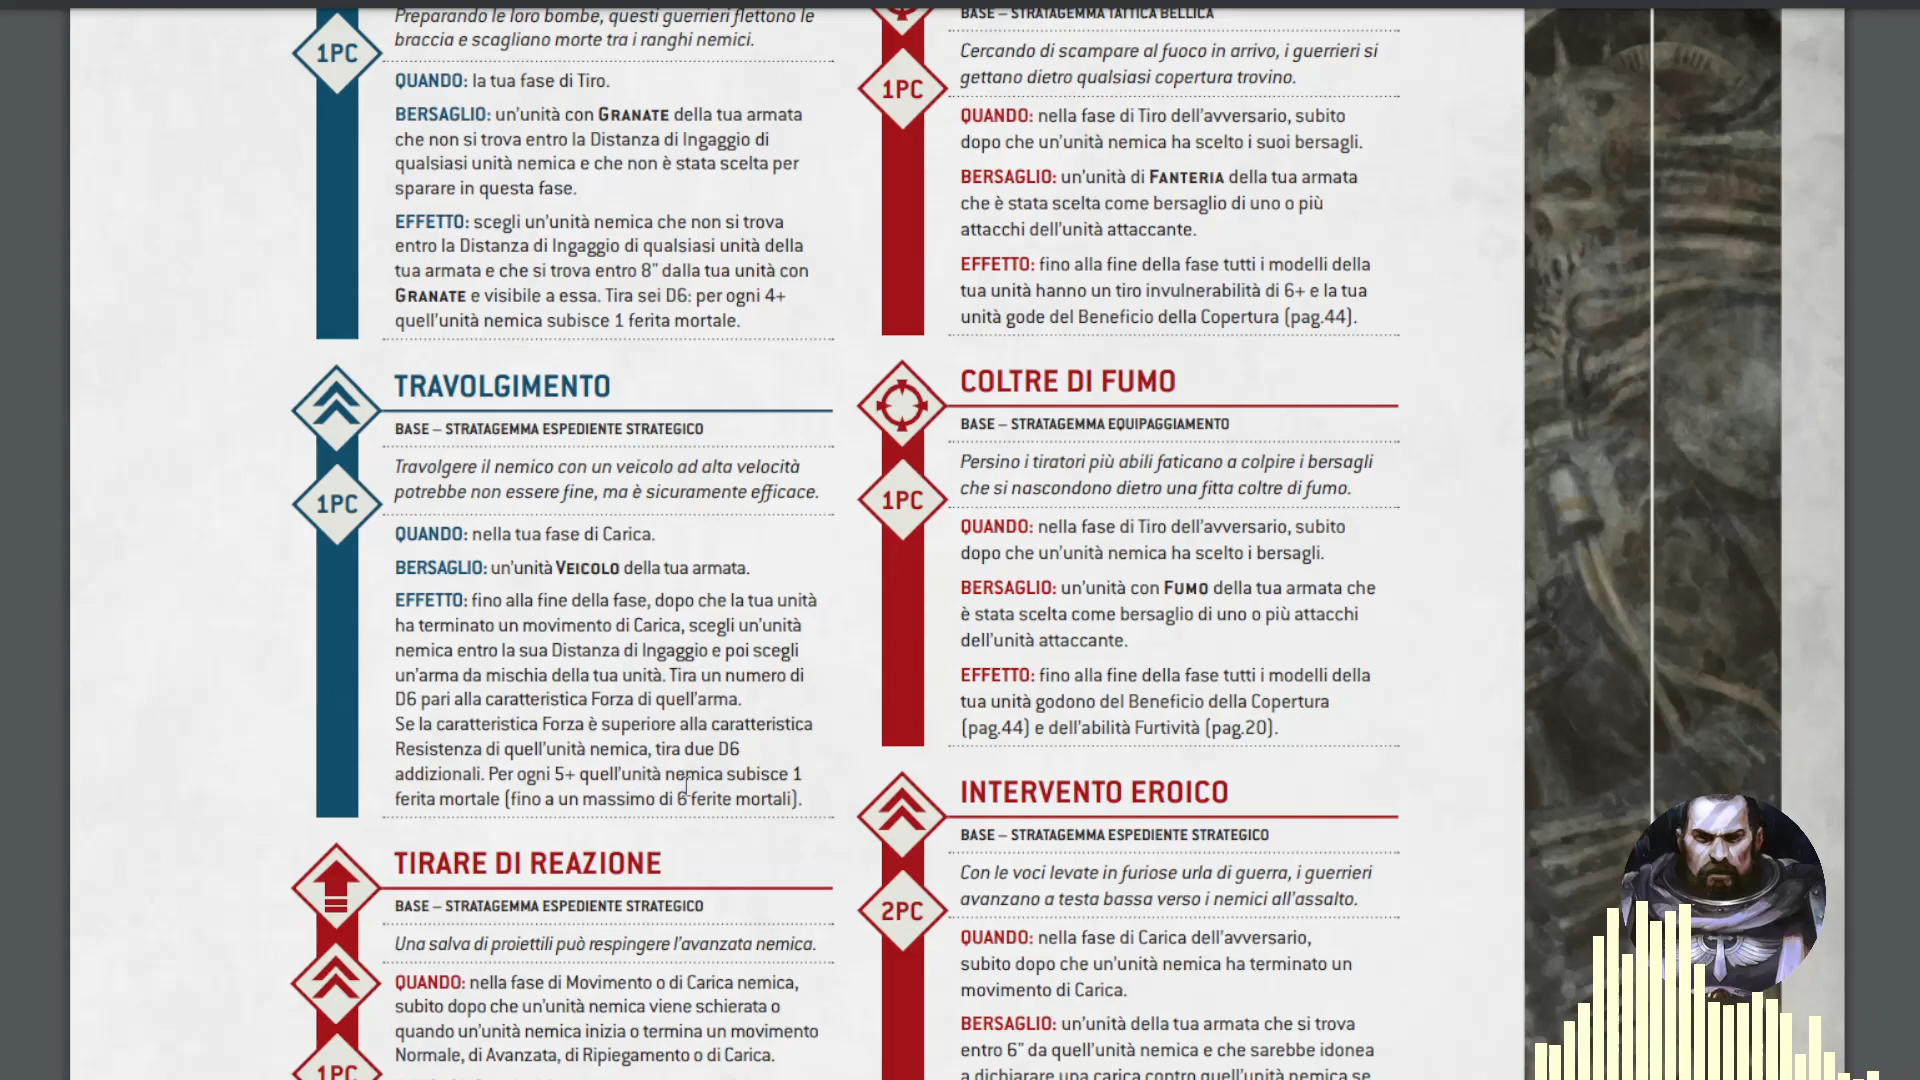 Preparando le loro bombe, questi guerrieri flettono le
braccia e scagliano morte tra i ranghi nemici.
1PC
QUANDO: la tua fase di Tiro.
BERSAGLIO: un'unità con GRANATE della tua armata
che non si trova entro la Distanza di Ingaggio di
qualsiasi unità nemica e che non è stata scelta per
sparare in questa fase.
EFFETTO: scegli un'unità nemica che non si trova
entro la Distanza di Ingaggio di qualsiasi unità della
tua armata e che si trova entro 8" dalla tua unità con
GRANATE e visibile a essa. Tira sei D6: per ogni 4+
quell'unità nemica subisce 1 ferita mortale.
TRAVOLGIMENTO
BASE – STRATAGEMMA ESPEDIENTE STRATEGICO
Travolgere il nemico con un veicolo ad alta velocità
potrebbe non essere fine, ma è sicuramente efficace.
1PC
QUANDO: nella tua fase di Carica.
BERSAGLIO: un'unità VEICOLO della tua armata.
EFFETTO: fino alla fine della fase, dopo che la tua unità
ha terminato un movimento di Carica, scegli un'unità
nemica entro la sua Distanza di Ingaggio e poi scegli
un'arma da mischia della tua unità. Tira un numero di
D6 pari alla caratteristica Forza di quell'arma.
Se la caratteristica Forza è superiore alla caratteristica
Resistenza di quell'unità nemica, tira due D6
addizionali. Per ogni 5+ quell'unità nemica subisce 1
ferita mortale (fino a un massimo di 6 ferite mortali).
TIRARE DI REAZIONE
BASE – STRATAGEMMA ESPEDIENTE STRATEGICO
Una salva di proiettili può respingere l'avanzata nemica.
QUANDO: nella fase di Movimento o di Carica nemica,
subito dopo che un'unità nemica viene schierata o
quando un'unità nemica inizia o termina un movimento
Normale, di Avanzata, di Ripiegamento o di Carica.
1PC
BASE – STRATAGEMMA TATTICA BELLICA
Cercando di scampare al fuoco in arrivo, i guerrieri si
gettano dietro qualsiasi copertura trovino.
1PC
QUANDO: nella fase di Tiro dell'avversario, subito
dopo che un'unità nemica ha scelto i suoi bersagli.
BERSAGLIO: un'unità di FANTERIA della tua armata
che è stata scelta come bersaglio di uno o più
attacchi dell'unità attaccante.
EFFETTO: fino alla fine della fase tutti i modelli della
tua unità hanno un tiro invulnerabilità di 6+ e la tua
unità gode del Beneficio della Copertura (pag.44).
COLTRE DI FUMO
BASE – STRATAGEMMA EQUIPAGGIAMENTO
Persino i tiratori più abili faticano a colpire i bersagli
che si nascondono dietro una fitta coltre di fumo.
1PC
QUANDO: nella fase di Tiro dell'avversario, subito
dopo che un'unità nemica ha scelto i bersagli.
BERSAGLIO: un'unità con FUMO della tua armata che
è stata scelta come bersaglio di uno o più attacchi
dell'unità attaccante.
EFFETTO: fino alla fine della fase tutti i modelli della
tua unità godono del Beneficio della Copertura
(pag.44) e dell'abilità Furtività (pag.20).
INTERVENTO EROICO
BASE – STRATAGEMMA ESPEDIENTE STRATEGICO
Con le voci levate in furiose urla di guerra, i guerrieri
avanzano a testa bassa verso i nemici all'assalto.
2PC
QUANDO: nella fase di Carica dell'avversario,
subito dopo che un'unità nemica ha terminato un
movimento di Carica.
BERSAGLIO: un'unità della tua armata che si trova
entro 6" da quell'unità nemica e che sarebbe idonea
a dichiarare una carica contro quell'unità nemica se